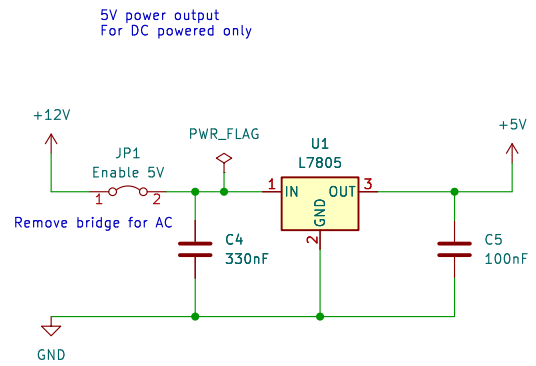 5V power output
For DC powered only
+12V
+5V
PWR_FLAG
U1
L7805
JP1
Enable 5V
1
2
1
IN
OUT
3
GND
2
Remove bridge for AC
C4
330nF
C5
100nF
GND